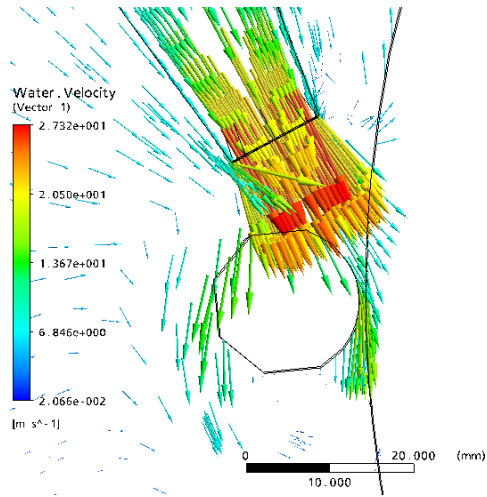 Water.Velocity
[Vector 1]
2.732e+001
2.050e+001
1.367e+001
6.846e+000
2.066e-002
[m s^-1]
0 20.000 (mm)
10.000